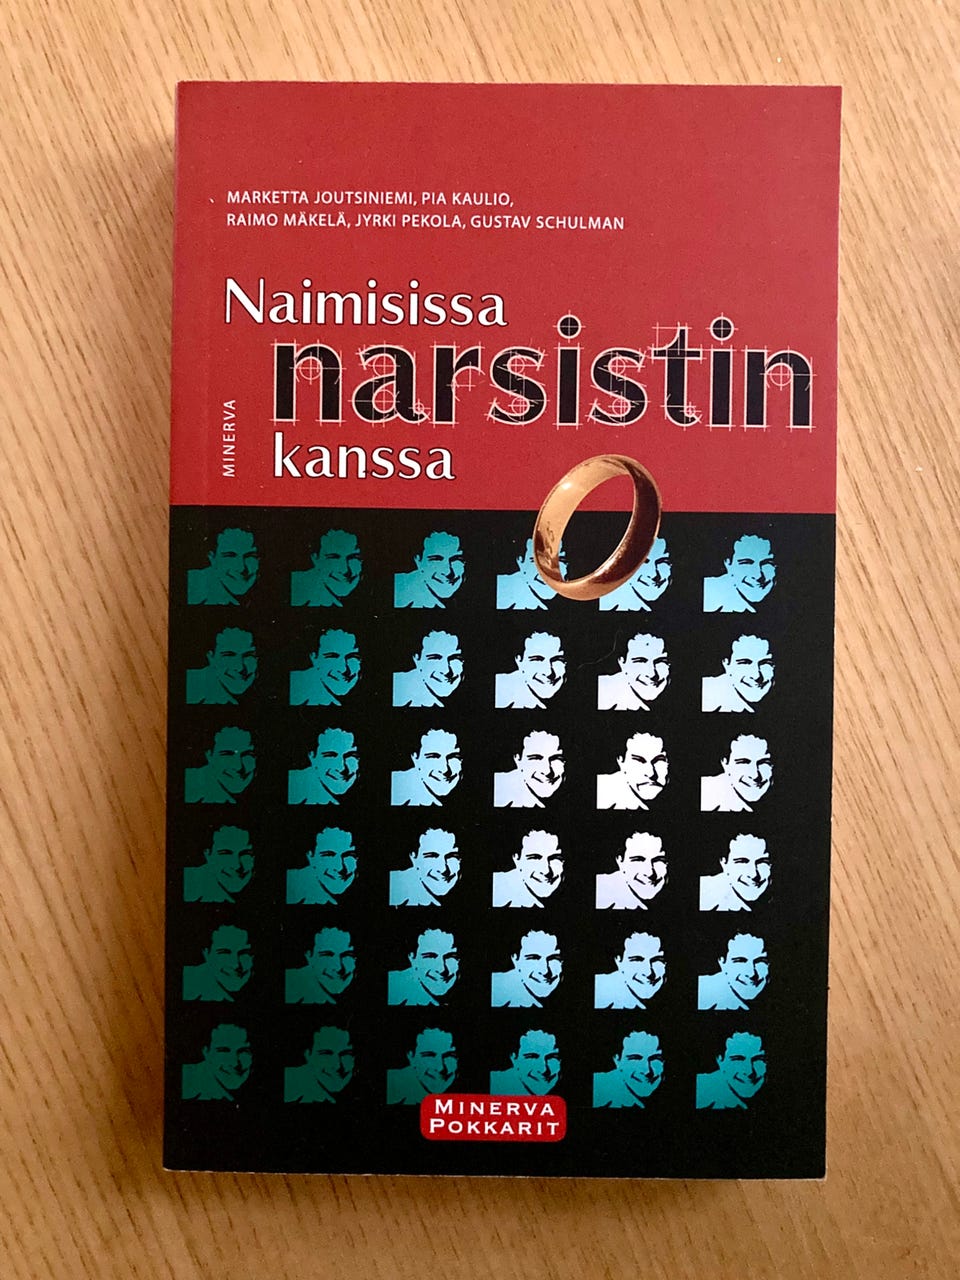 MARKETTA JOUTSINIEMI, PIA KAULIO,
RAIMO MÄKELÄ, JYRKI PEKOLA, GUSTAV SCHULMAN
Naimisissa
narsistin
kanssa
MINERVA
MINERVA
POKKARIT